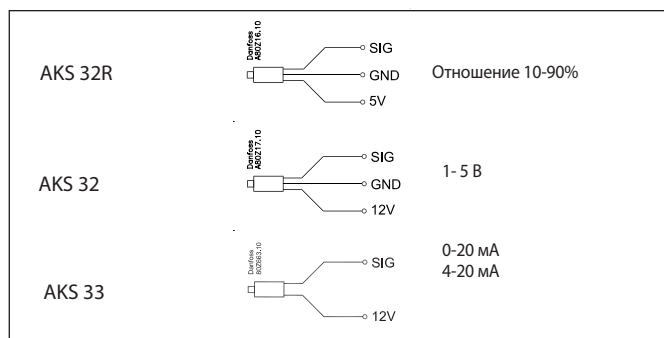 AKS 32R
Danfoss
A80Z16.10
SIG
GND
5V
Отношение 10-90%
AKS 32
Danfoss
A80Z17.10
SIG
GND
12V
1- 5 В
AKS 33
Danfoss
80Z663.10
SIG
12V
0-20 мА
4-20 мА